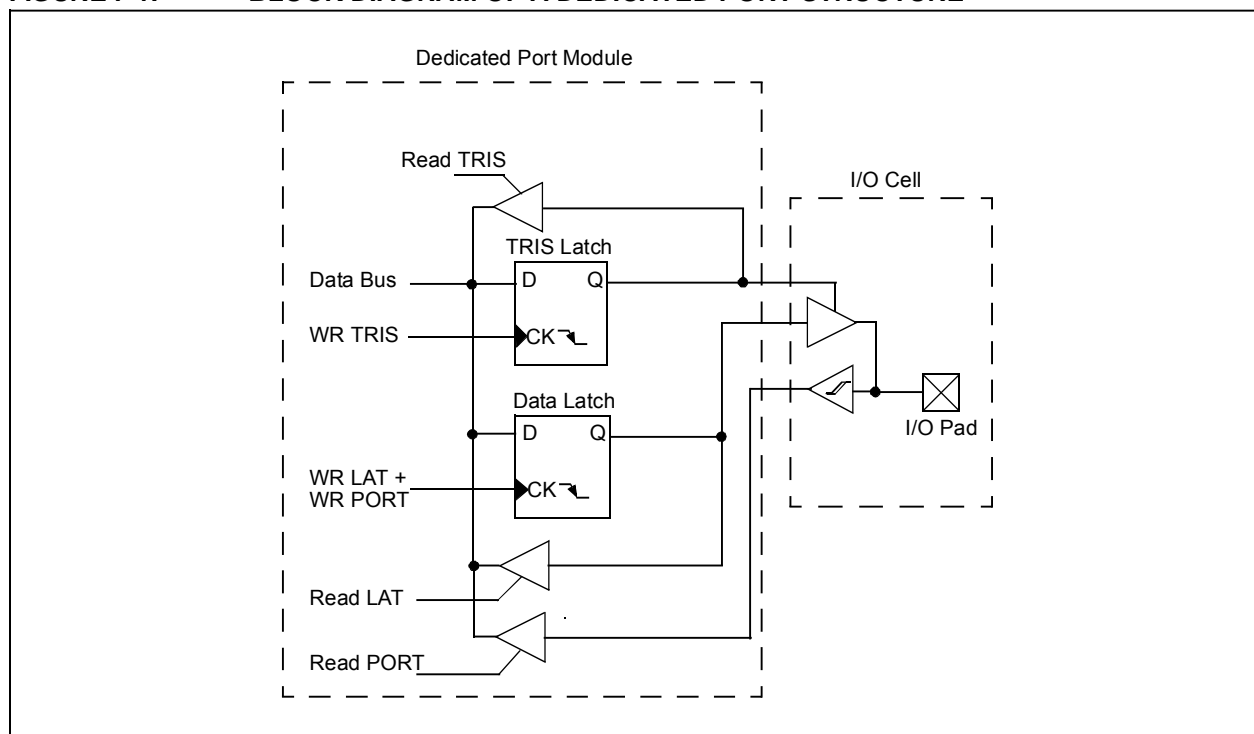 Dedicated Port Module
Read TRIS
I/O Cell
TRIS Latch
Data Bus
D
Q
WR TRIS
CK
Data Latch
D
Q
I/O Pad
WR LAT +
WR PORT
CK
Read LAT
Read PORT